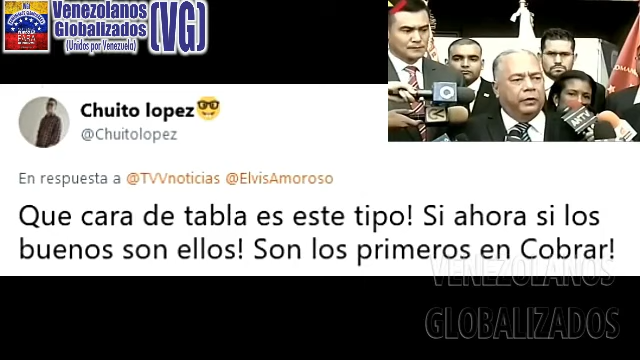 Venezolanos
Globalizados
(Unidos por Venezuela)
(VG)
ANTV
Chuito lopez🤓
@Chuitolopez
En respuesta a @TVVnoticias @ElvisAmoroso
Que cara de tabla es este tipo! Si ahora si los
buenos son ellos! Son los primeros en Cobrar!
VENEZOLANOS
GLOBALIZADOS